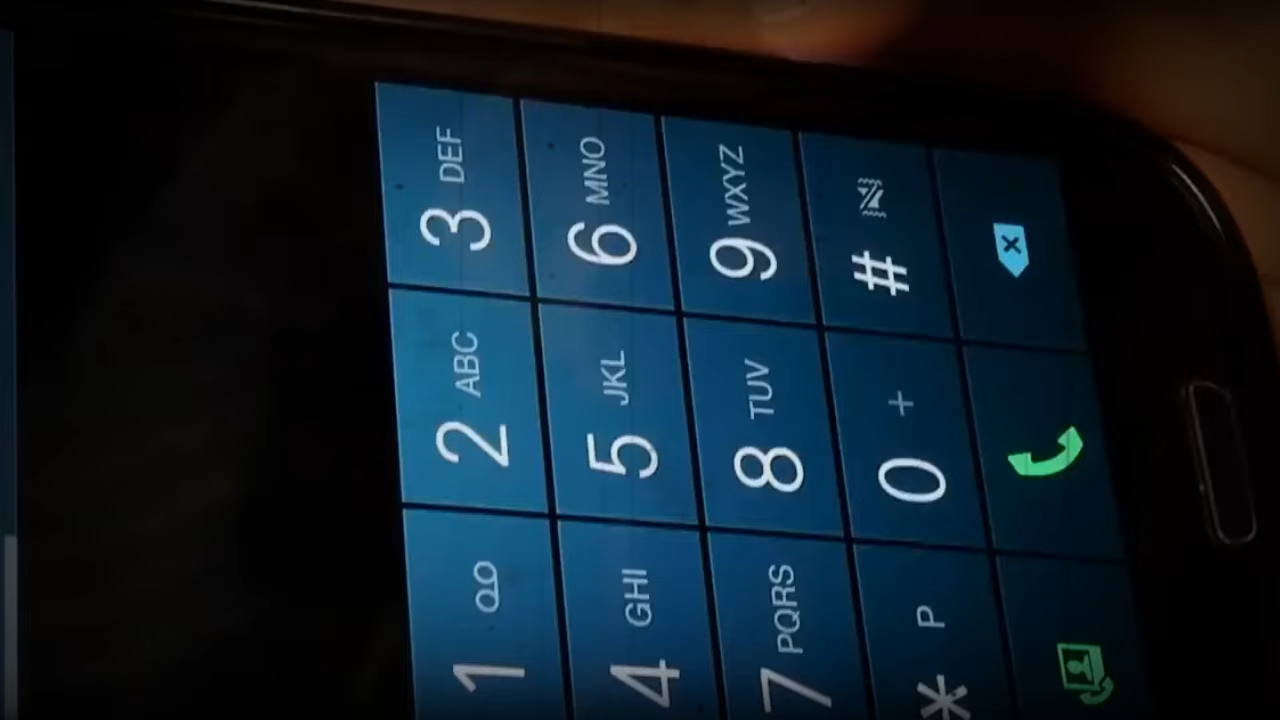 1
2 ABC
3 DEF
4 GHI
5 JKL
6 MNO
7 PQRS
8 TUV
9 WXYZ
* P
0 +
#